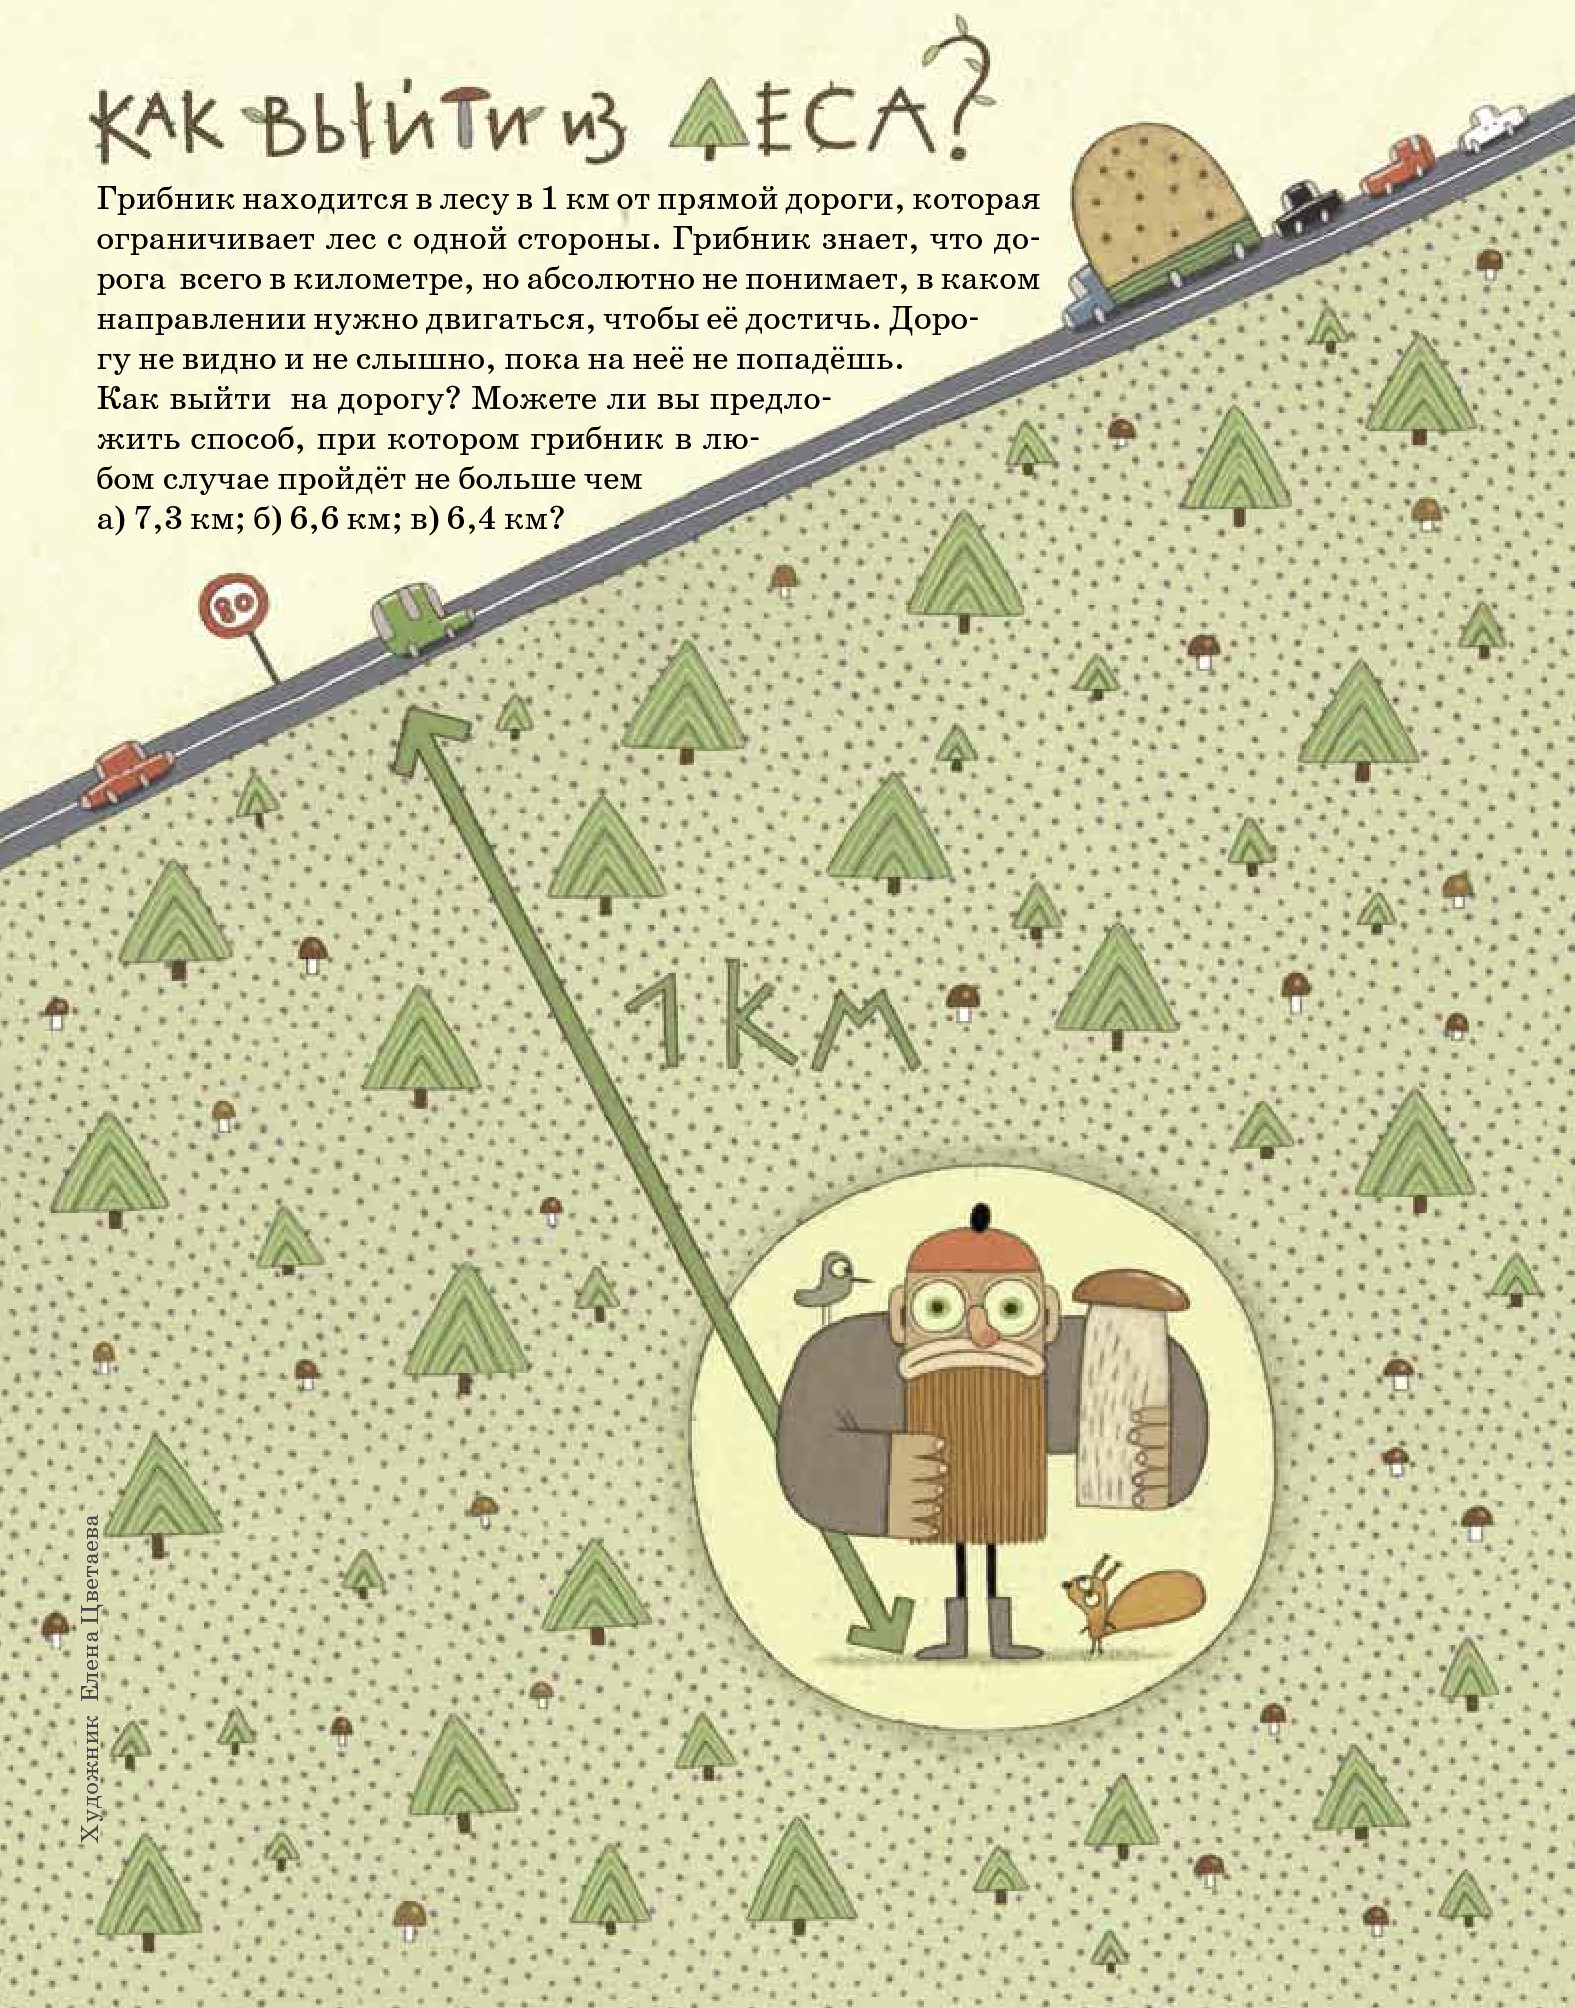 КАК ВЫЙТИ ИЗ ЛЕСА?
Грибник находится в лесу в 1 км от прямой дороги, которая
ограничивает лес с одной стороны. Грибник знает, что до-
рога всего в километре, но абсолютно не понимает, в каком
направлении нужно двигаться, чтобы её достичь. Доро-
гу не видно и не слышно, пока на неё не попадёшь.
Как выйти на дорогу? Можете ли вы предло-
жить способ, при котором грибник в лю-
бом случае пройдёт не больше чем
а) 7,3 км; б) 6,6 км; в) 6,4 км?
80
1 КМ
Художник Елена Цветаева